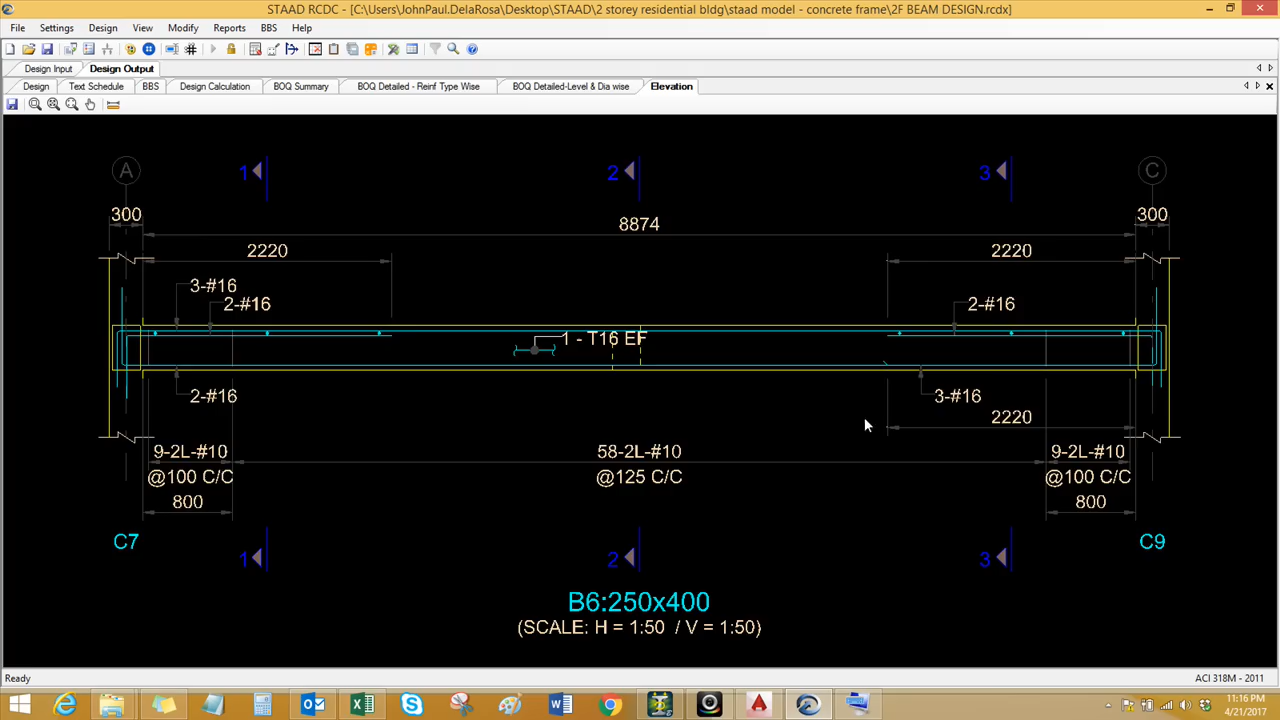 STAAD RCDC - [C:\Users\JohnPaul.DelaRosa\Desktop\STAAD\2 storey residential bldg\staad model - concrete frame\2F BEAM DESIGN.rcdx]
File Settings Design View Modify Reports BBS Help
Design Input Design Output
Design Text Schedule BBS Design Calculation BOQ Summary BOQ Detailed - Reinf Type Wise BOQ Detailed-Level & Dia wise Elevation
A 1 2 3 C
300 8874 300
2220 2220
3-#16
2-#16 2-#16
1 - T16 EF
2-#16 3-#16
2220
9-2L-#10 58-2L-#10 9-2L-#10
@100 C/C @125 C/C @100 C/C
800 800
C7 C9
1 2 3
B6:250x400
(SCALE: H = 1:50 / V = 1:50)
Ready ACI 318M - 2011
11:16 PM
4/21/2017